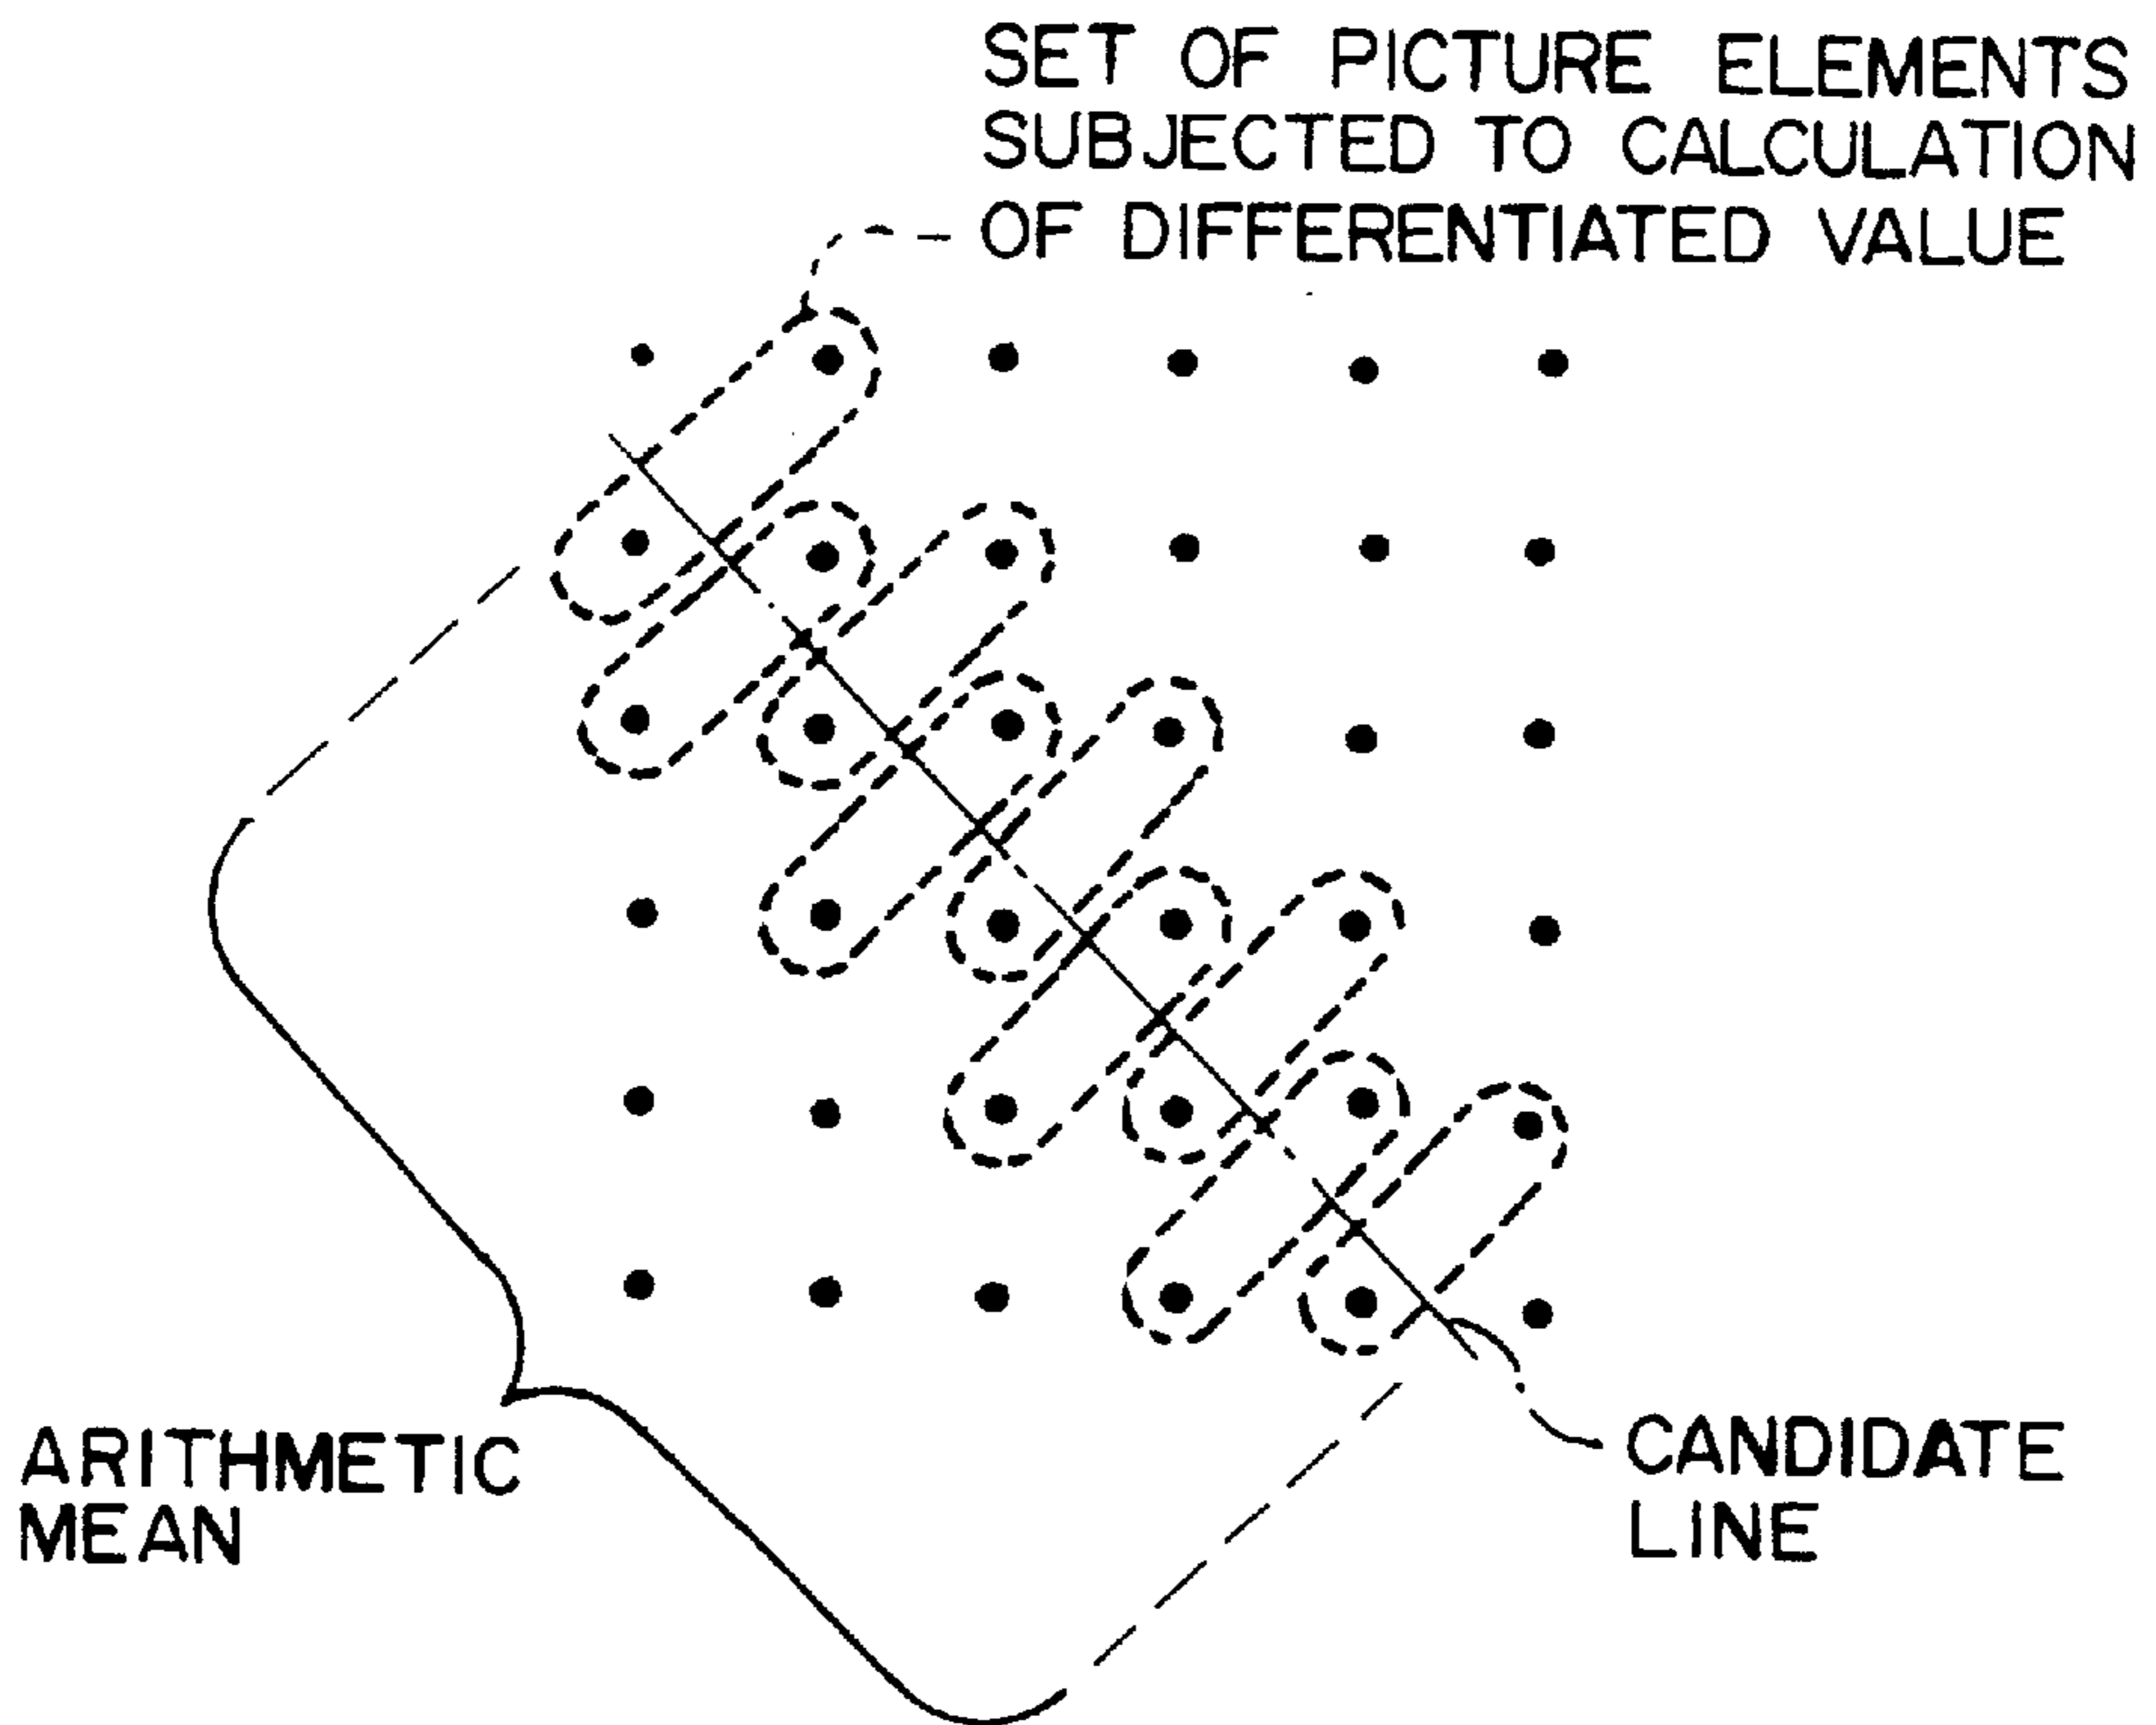 SET OF PICTURE ELEMENTS
SUBJECTED TO CALCULATION
OF DIFFERENTIATED VALUE
ARITHMETIC
MEAN
CANDIDATE
LINE